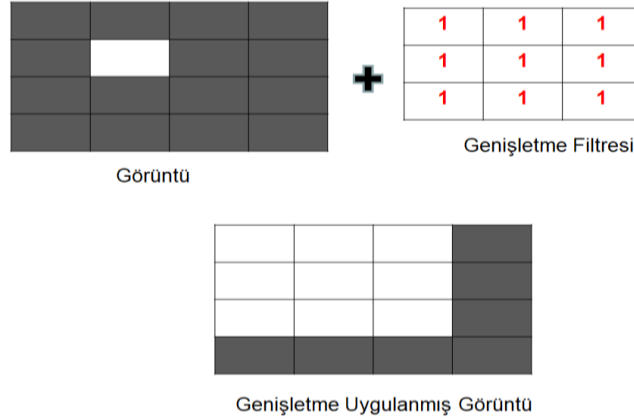 1 1 1
1 1 1
1 1 1
Genişletme Filtresi
Görüntü
Genişletme Uygulanmış Görüntü